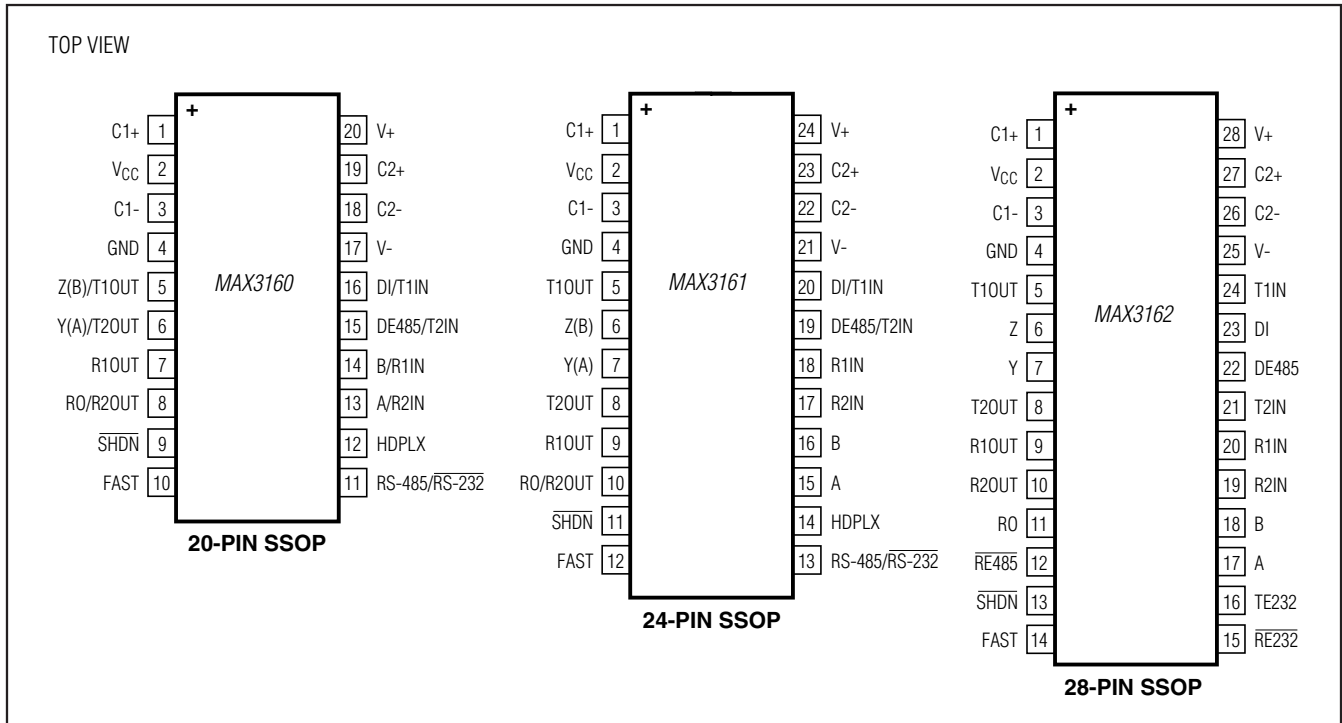 TOP VIEW
+
C1+ 1 20 V+
VCC 2 19 C2+
C1- 3 18 C2-
GND 4 17 V-
Z(B)/T1OUT 5 16 DI/T1IN
Y(A)/T2OUT 6 15 DE485/T2IN
R1OUT 7 14 B/R1IN
RO/R2OUT 8 13 A/R2IN
SHDN 9 12 HDPLX
FAST 10 11 RS-485/RS-232
MAX3160
20-PIN SSOP
+
C1+ 1 24 V+
VCC 2 23 C2+
C1- 3 22 C2-
GND 4 21 V-
T1OUT 5 20 DI/T1IN
Z(B) 6 19 DE485/T2IN
Y(A) 7 18 R1IN
T2OUT 8 17 R2IN
R1OUT 9 16 B
RO/R2OUT 10 15 A
SHDN 11 14 HDPLX
FAST 12 13 RS-485/RS-232
MAX3161
24-PIN SSOP
+
C1+ 1 28 V+
VCC 2 27 C2+
C1- 3 26 C2-
GND 4 25 V-
T1OUT 5 24 T1IN
Z 6 23 DI
Y 7 22 DE485
T2OUT 8 21 T2IN
R1OUT 9 20 R1IN
R2OUT 10 19 R2IN
RO 11 18 B
RE485 12 17 A
SHDN 13 16 TE232
FAST 14 15 RE232
MAX3162
28-PIN SSOP